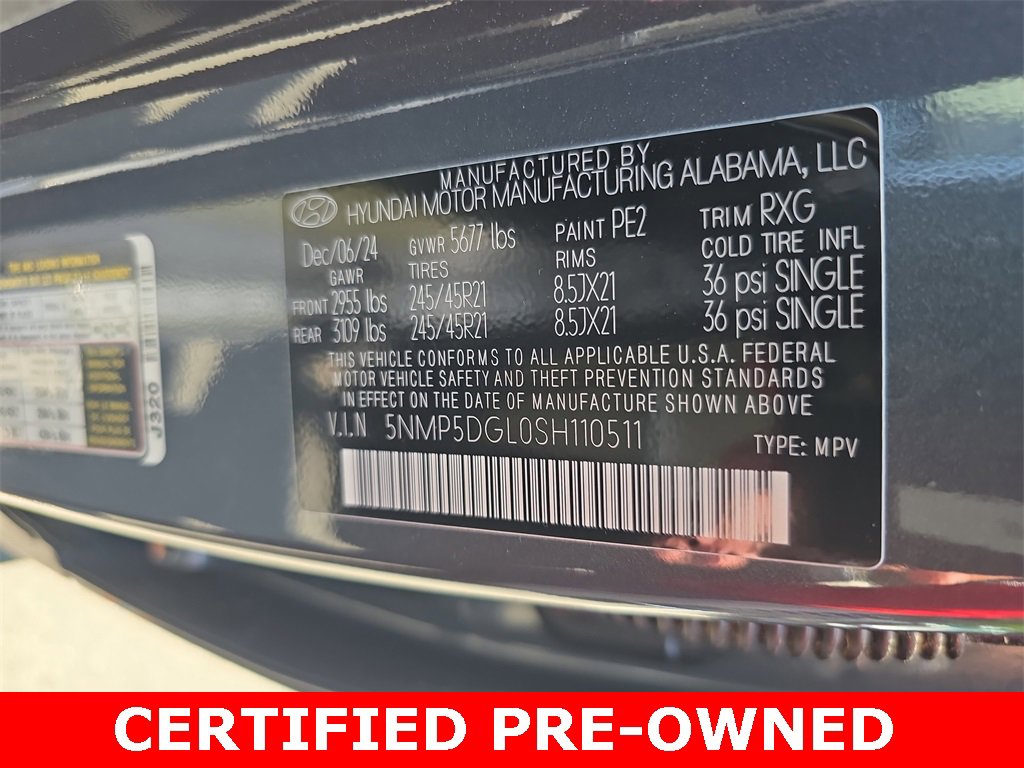 MANUFACTURED BY
HYUNDAI MOTOR MANUFACTURING ALABAMA, LLC
Dec/06/24 GVWR 5677 lbs PAINT PE2 TRIM RXG
GAWR TIRES RIMS COLD TIRE INFL
FRONT 2955 lbs 245/45R21 8.5JX21 36 psi SINGLE
REAR 3109 lbs 245/45R21 8.5JX21 36 psi SINGLE
THIS VEHICLE CONFORMS TO ALL APPLICABLE U.S.A. FEDERAL
MOTOR VEHICLE SAFETY AND THEFT PREVENTION STANDARDS
IN EFFECT ON THE DATE OF MANUFACTURE SHOWN ABOVE
V.I.N 5NMP5DGL0SH110511
TYPE: MPV
J320
CERTIFIED PRE-OWNED